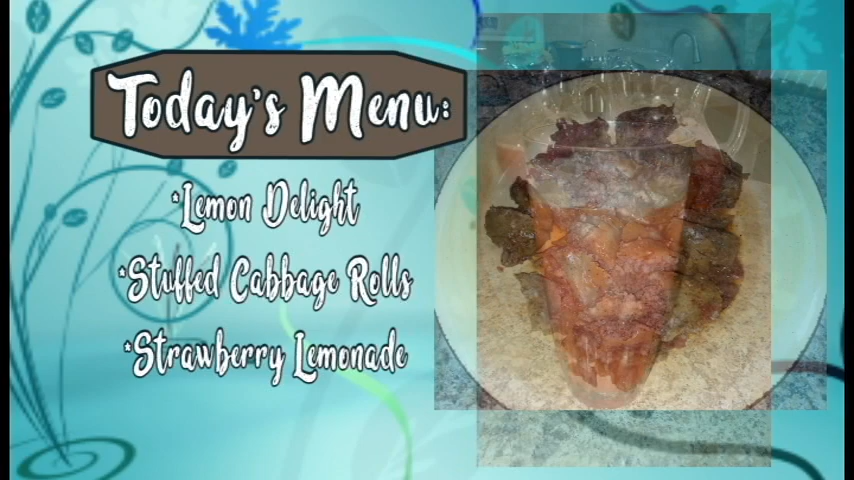 Today's Menu:
*Lemon Delight
*Stuffed Cabbage Rolls
*Strawberry Lemonade